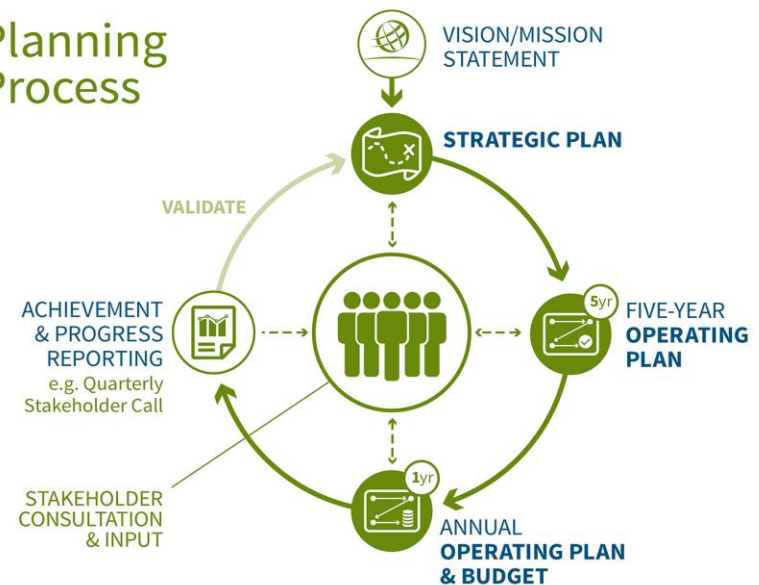 Planning
Process
VISION/MISSION
STATEMENT
STRATEGIC PLAN
VALIDATE
5yr
FIVE-YEAR
OPERATING
PLAN
ACHIEVEMENT
& PROGRESS
REPORTING
e.g. Quarterly
Stakeholder Call
STAKEHOLDER
CONSULTATION
& INPUT
1yr
ANNUAL
OPERATING PLAN
& BUDGET